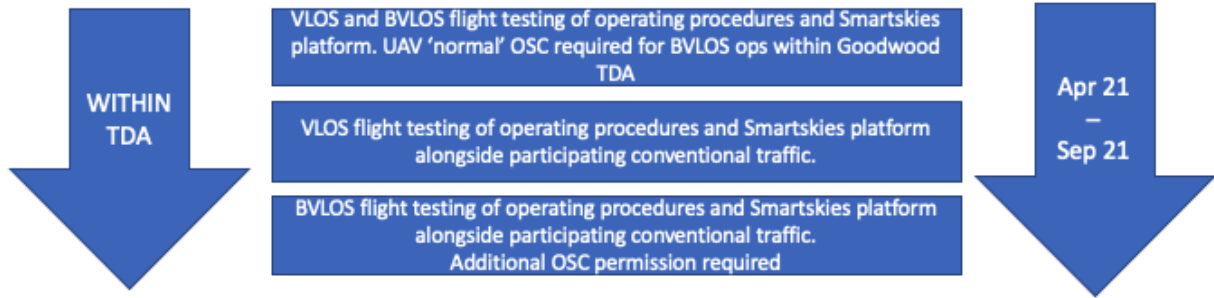 WITHIN
TDA
VLOS and BVLOS flight testing of operating procedures and Smartskies
platform. UAV ‘normal’ OSC required for BVLOS ops within Goodwood
TDA
VLOS flight testing of operating procedures and Smartskies platform
alongside participating conventional traffic.
BVLOS flight testing of operating procedures and Smartskies platform
alongside participating conventional traffic.
Additional OSC permission required
Apr 21
–
Sep 21